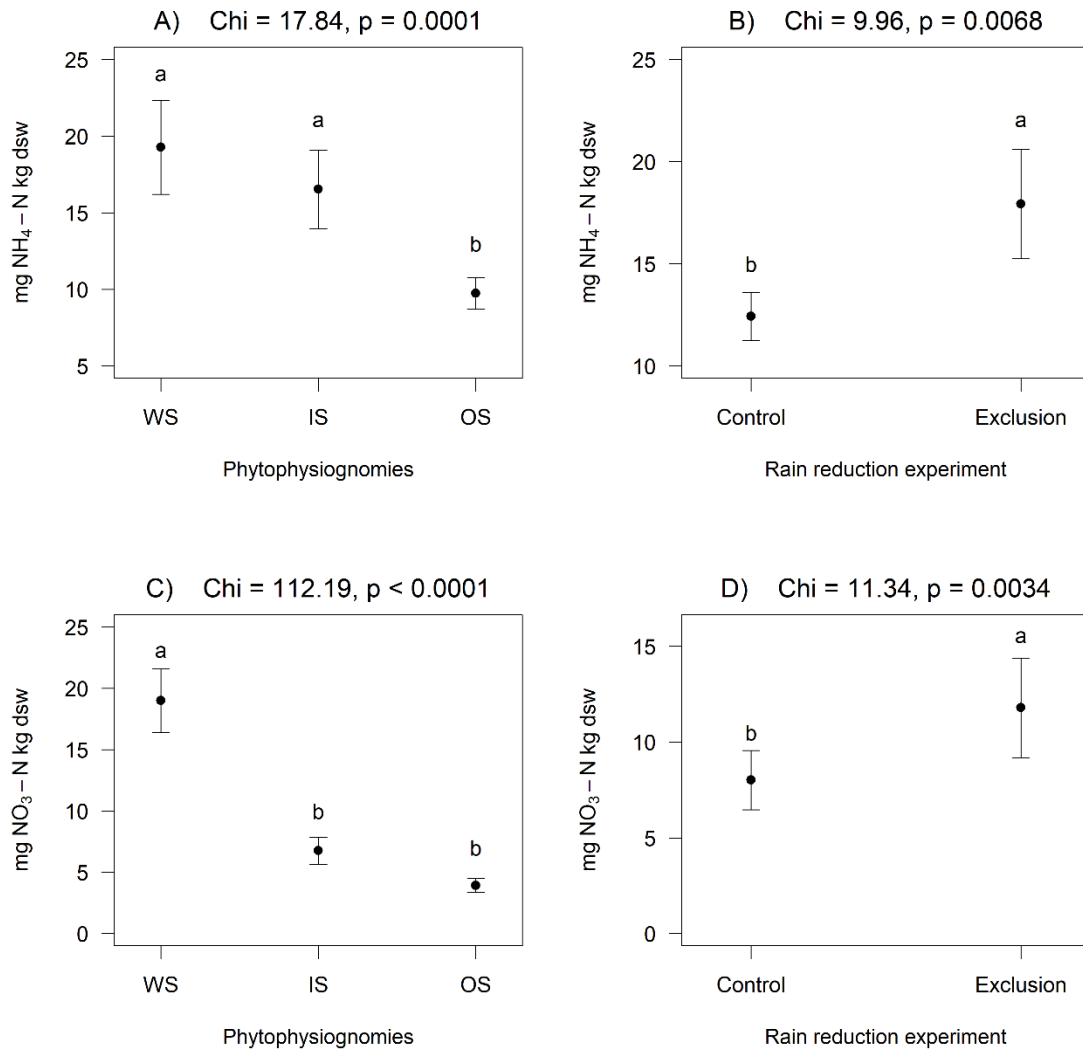 A) Chi = 17.84, p = 0.0001
mg NH₄ – N kg dsw
25
20
15
10
5
a
a
b
WS IS OS
Phytophysiognomies
B) Chi = 9.96, p = 0.0068
mg NH₄ – N kg dsw
25
20
15
10
b
a
Control Exclusion
Rain reduction experiment
C) Chi = 112.19, p < 0.0001
mg NO₃ – N kg dsw
25
20
15
10
5
0
a
b
b
WS IS OS
Phytophysiognomies
D) Chi = 11.34, p = 0.0034
mg NO₃ – N kg dsw
15
10
5
0
b
a
Control Exclusion
Rain reduction experiment